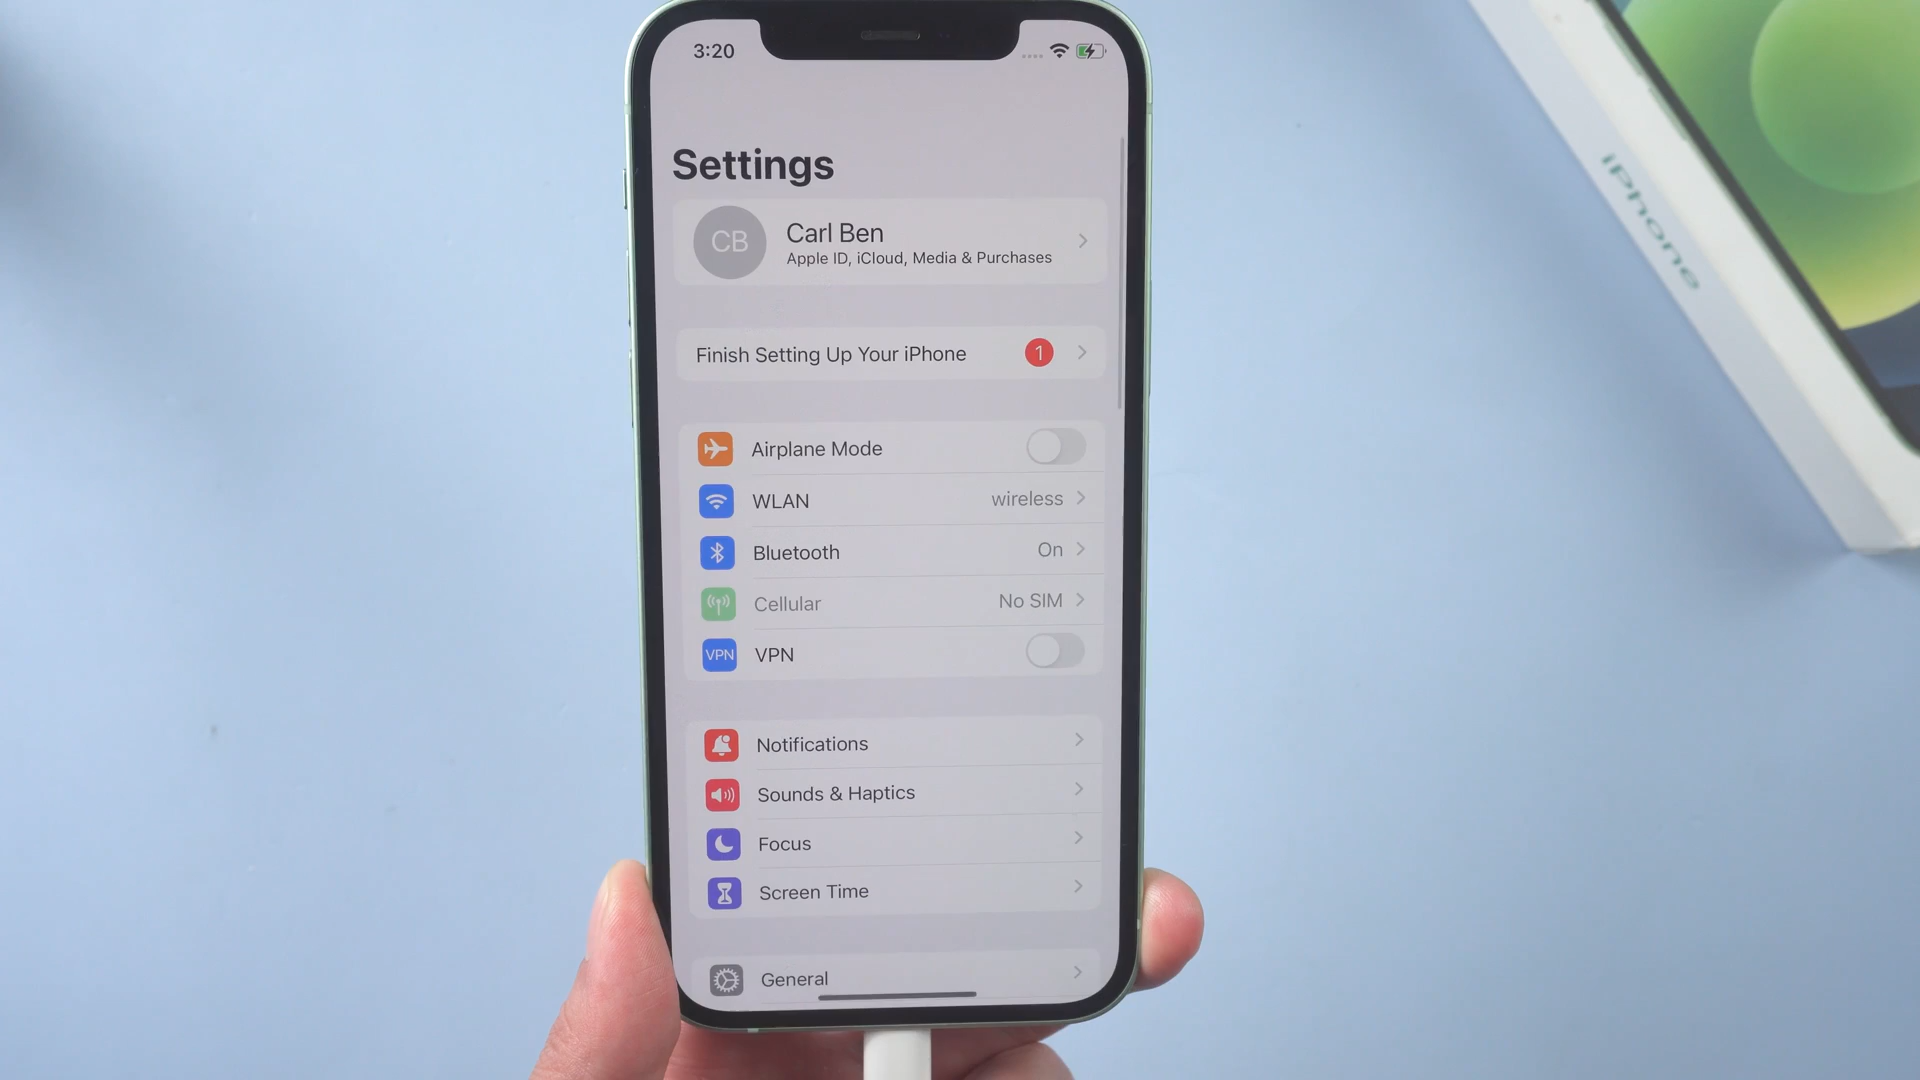 3:20
Settings
CB
Carl Ben
Apple ID, iCloud, Media & Purchases
Finish Setting Up Your iPhone 1
Airplane Mode
WLAN wireless
Bluetooth On
Cellular No SIM
VPN VPN
Notifications
Sounds & Haptics
Focus
Screen Time
General
iPhone